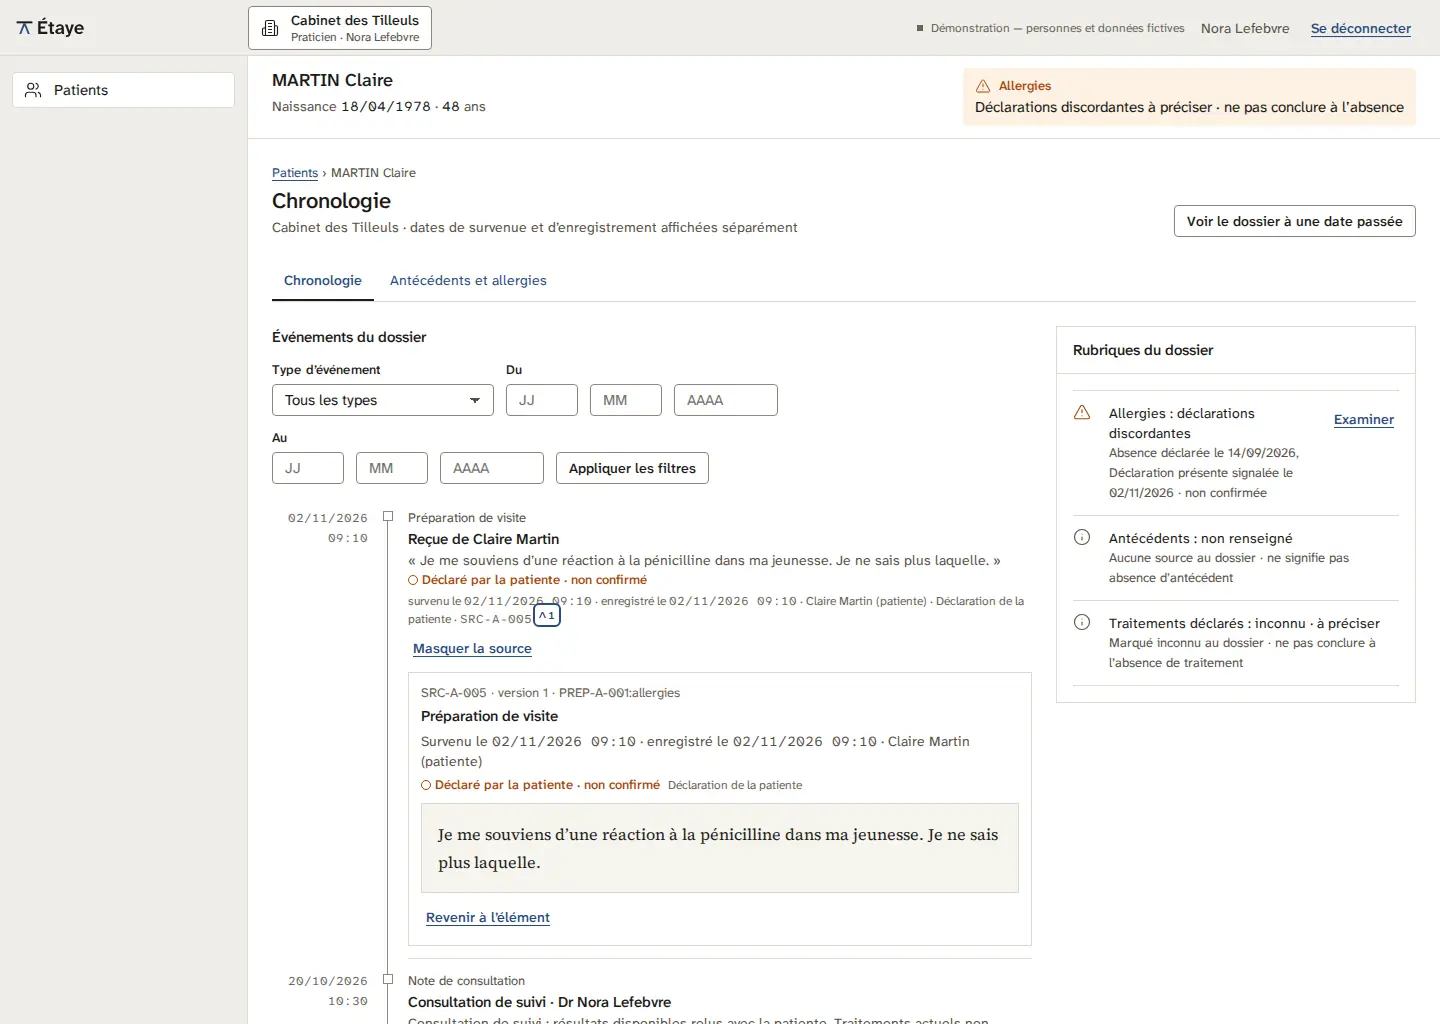 Étaye
Cabinet des Tilleuls
Praticien · Nora Lefebvre
Démonstration — personnes et données fictives
Nora Lefebvre
Se déconnecter
Patients
MARTIN Claire
Naissance 18/04/1978 · 48 ans
Allergies
Déclarations discordantes à préciser · ne pas conclure à l’absence
Patients › MARTIN Claire
Chronologie
Cabinet des Tilleuls · dates de survenue et d’enregistrement affichées séparément
Voir le dossier à une date passée
Chronologie
Antécédents et allergies
Événements du dossier
Type d’événement
Du
Tous les types
JJ
MM
AAAA
Au
JJ
MM
AAAA
Appliquer les filtres
02/11/2026
09:10
Préparation de visite
Reçue de Claire Martin
« Je me souviens d’une réaction à la pénicilline dans ma jeunesse. Je ne sais plus laquelle. »
Déclaré par la patiente · non confirmé
survenu le 02/11/2026 09:10 · enregistré le 02/11/2026 09:10 · Claire Martin (patiente) · Déclaration de la
patiente · SRC-A-005
1
Masquer la source
SRC-A-005 · version 1 · PREP-A-001:allergies
Préparation de visite
Survenu le 02/11/2026 09:10 · enregistré le 02/11/2026 09:10 · Claire Martin
(patiente)
Déclaré par la patiente · non confirmé Déclaration de la patiente
Je me souviens d’une réaction à la pénicilline dans ma jeunesse. Je ne sais
plus laquelle.
Revenir à l’élément
20/10/2026
10:30
Note de consultation
Consultation de suivi · Dr Nora Lefebvre
Consultation de suivi : résultats disponibles relus avec la patiente. Traitements actuels non
Rubriques du dossier
Allergies : déclarations
discordantes
Absence déclarée le 14/09/2026,
Déclaration présente signalée le
02/11/2026 · non confirmée
Examiner
Antécédents : non renseigné
Aucune source au dossier · ne signifie pas
absence d’antécédent
Traitements déclarés : inconnu · à préciser
Marqué inconnu au dossier · ne pas conclure à
l’absence de traitement